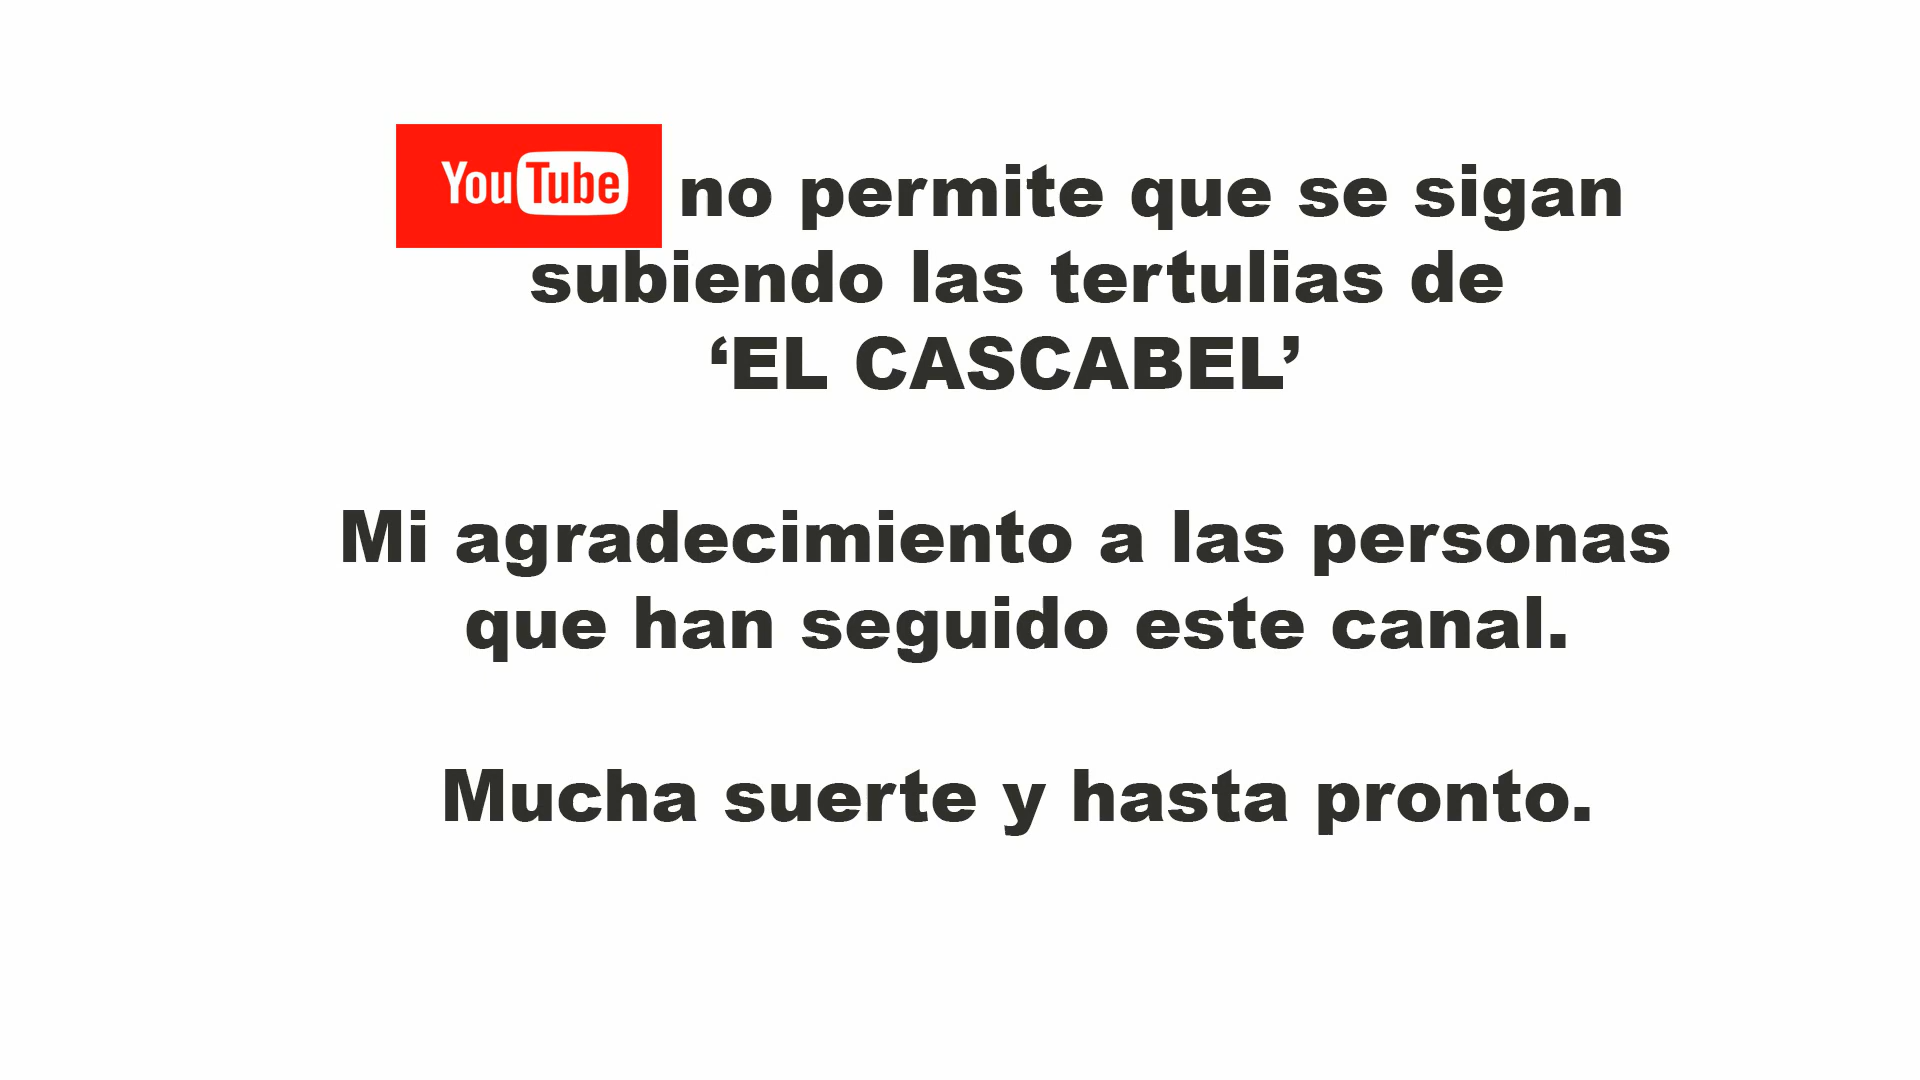 YouTube no permite que se sigan
subiendo las tertulias de
‘EL CASCABEL’
Mi agradecimiento a las personas
que han seguido este canal.
Mucha suerte y hasta pronto.